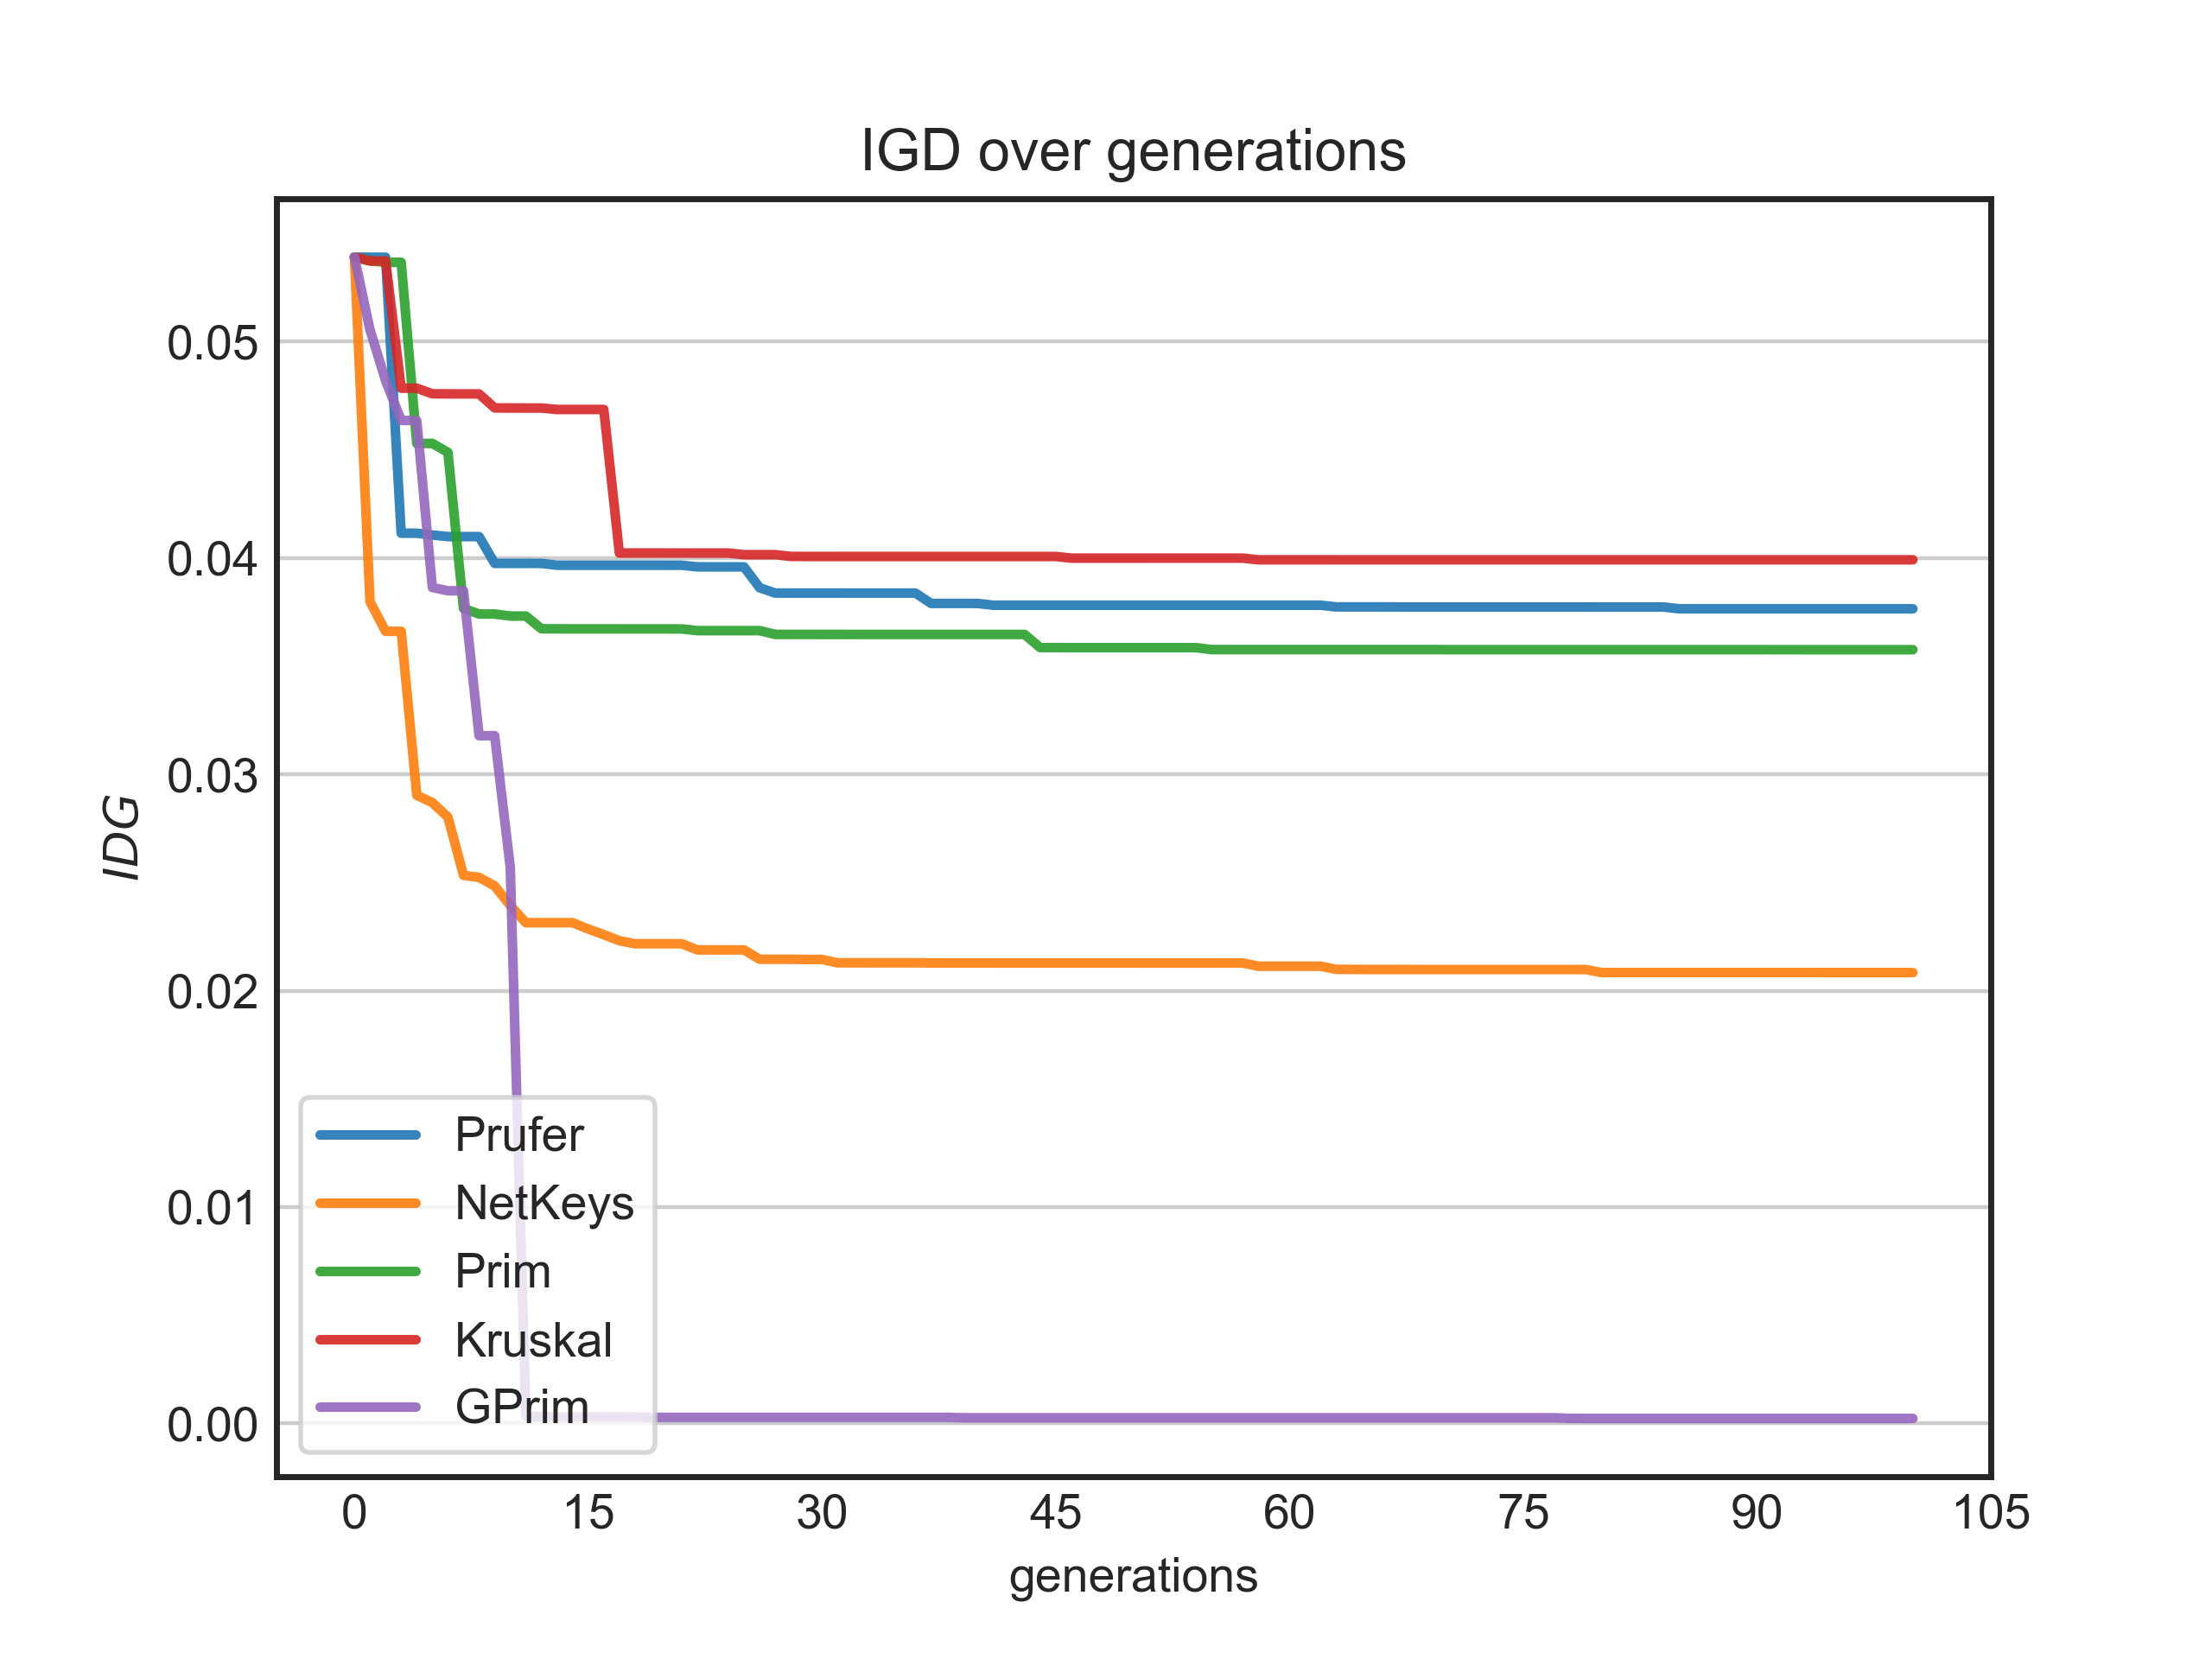 IGD over generations
IDG
0.05
0.04
0.03
0.02
0.01
0.00
Prufer
NetKeys
Prim
Kruskal
GPrim
0 15 30 45 60 75 90 105
generations